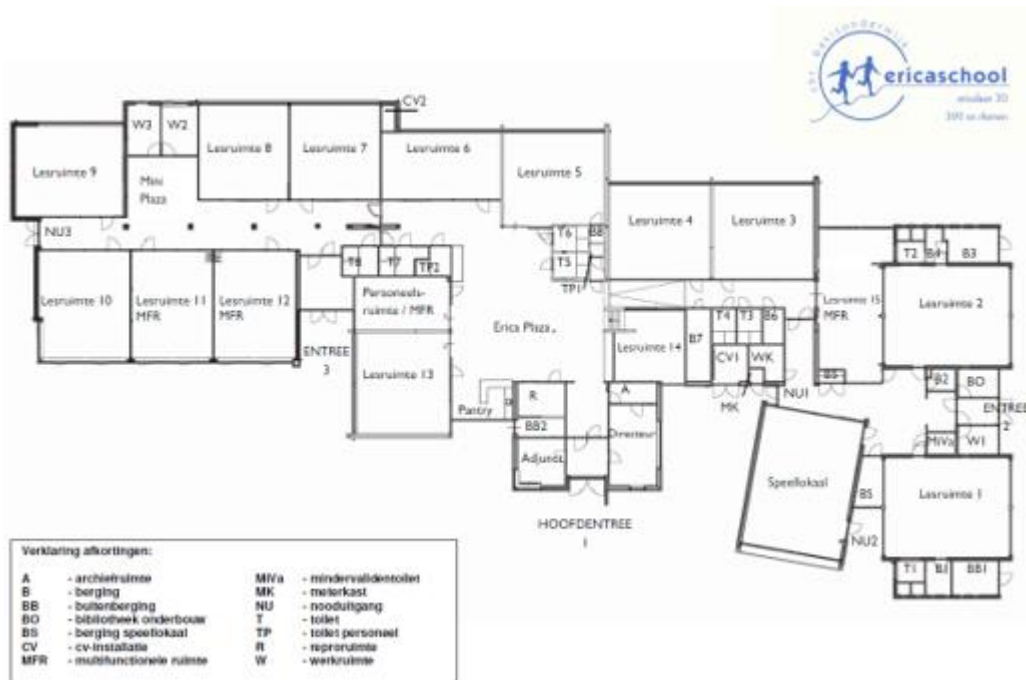 chr basisonderwijs
ericaschool
CV2
W3
W2
Lesruimte 8
Lesruimte 7
Lesruimte 6
Lesruimte 5
Lesruimte 9
Mini
Plaza
NU3
Lesruimte 4
Lesruimte 3
T6
B8
T5
TP1
T8
T7
TP2
T2
B4
B3
Lesruimte 10
Lesruimte 11
MFR
Lesruimte 12
MFR
Personeels-
ruimte / MFR
Erica Plaza
Lesruimte 15
MFR
Lesruimte 2
ENTREE
3
Lesruimte 13
Lesruimte 14
B7
T4
T3
B6
CV1
WK
MK
NU1
B5
B2
BO
ENTREE
2
MIVa
W1
Pantry
R
BB2
Adjunct
A
Directeur
HOOFDENTREE
1
Speellokaal
BS
NU2
Lesruimte 1
T1
B1
BB1
Verklaring afkortingen:
A - archiefruimte
B - berging
BB - buitenberging
BO - bibliotheek onderbouw
BS - berging speellokaal
CV - cv-installatie
MFR - multifunctionele ruimte
MIVa - mindervalidentoilet
MK - meterkast
NU - nooduitgang
T - toilet
TP - toilet personeel
R - reproruimte
W - werkruimte